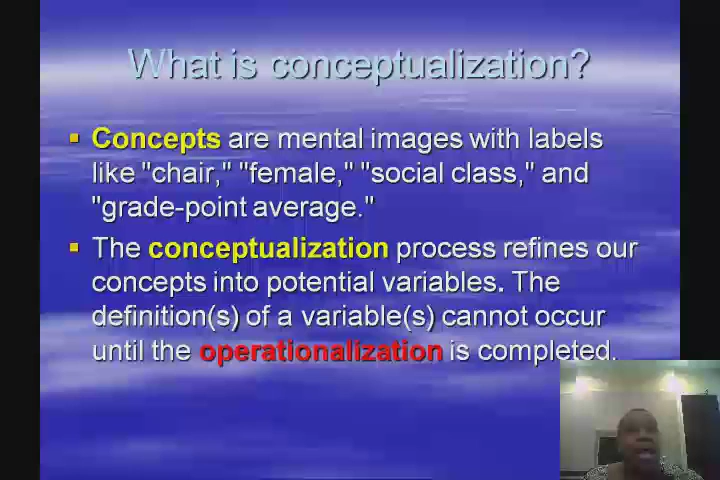 What is conceptualization?
Concepts are mental images with labels
like "chair," "female," "social class," and
"grade-point average."
The conceptualization process refines our
concepts into potential variables. The
definition(s) of a variable(s) cannot occur
until the operationalization is completed.